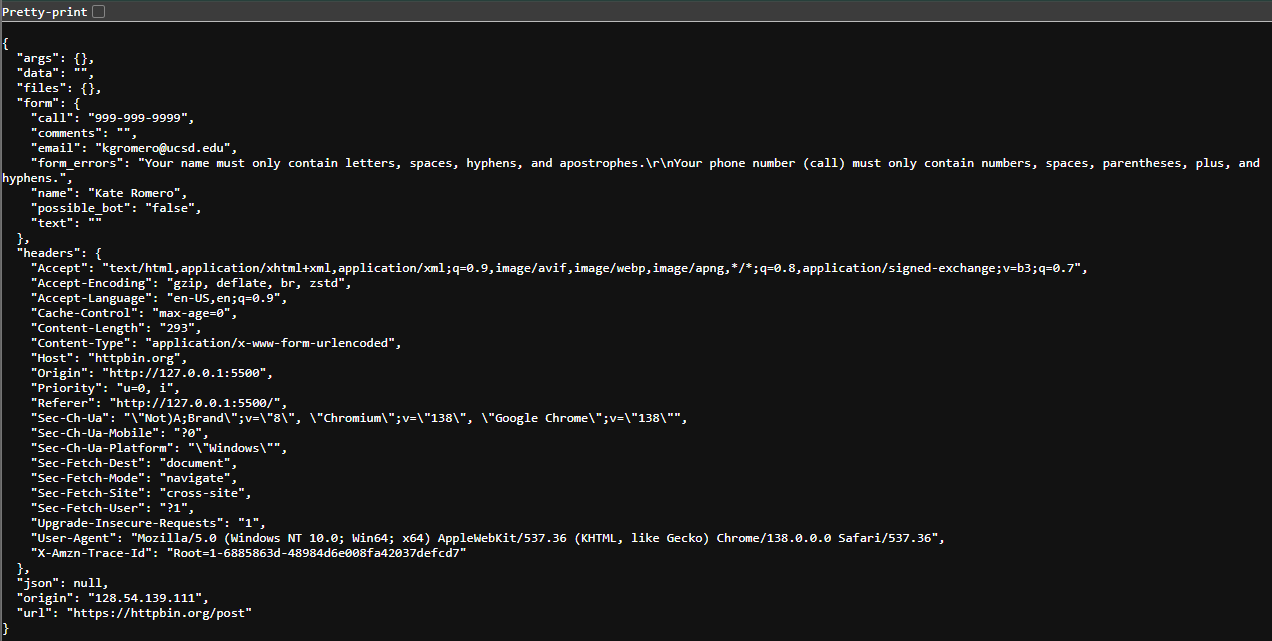 Pretty-print
{
  "args": {},
  "data": "",
  "files": {},
  "form": {
    "call": "999-999-9999",
    "comments": "",
    "email": "kgromero@ucsd.edu",
    "form_errors": "Your name must only contain letters, spaces, hyphens, and apostrophes.\r\nYour phone number (call) must only contain numbers, spaces, parentheses, plus, and
hyphens.",
    "name": "Kate Romero",
    "possible_bot": "false",
    "text": ""
  },
  "headers": {
    "Accept": "text/html,application/xhtml+xml,application/xml;q=0.9,image/avif,image/webp,image/apng,*/*;q=0.8,application/signed-exchange;v=b3;q=0.7",
    "Accept-Encoding": "gzip, deflate, br, zstd",
    "Accept-Language": "en-US,en;q=0.9",
    "Cache-Control": "max-age=0",
    "Content-Length": "293",
    "Content-Type": "application/x-www-form-urlencoded",
    "Host": "httpbin.org",
    "Origin": "http://127.0.0.1:5500",
    "Priority": "u=0, i",
    "Referer": "http://127.0.0.1:5500/",
    "Sec-Ch-Ua": "\"Not)A;Brand\";v=\"8\", \"Chromium\";v=\"138\", \"Google Chrome\";v=\"138\"",
    "Sec-Ch-Ua-Mobile": "?0",
    "Sec-Ch-Ua-Platform": "\"Windows\"",
    "Sec-Fetch-Dest": "document",
    "Sec-Fetch-Mode": "navigate",
    "Sec-Fetch-Site": "cross-site",
    "Sec-Fetch-User": "?1",
    "Upgrade-Insecure-Requests": "1",
    "User-Agent": "Mozilla/5.0 (Windows NT 10.0; Win64; x64) AppleWebKit/537.36 (KHTML, like Gecko) Chrome/138.0.0.0 Safari/537.36",
    "X-Amzn-Trace-Id": "Root=1-6885863d-48984d6e008fa42037defcd7"
  },
  "json": null,
  "origin": "128.54.139.111",
  "url": "https://httpbin.org/post"
}